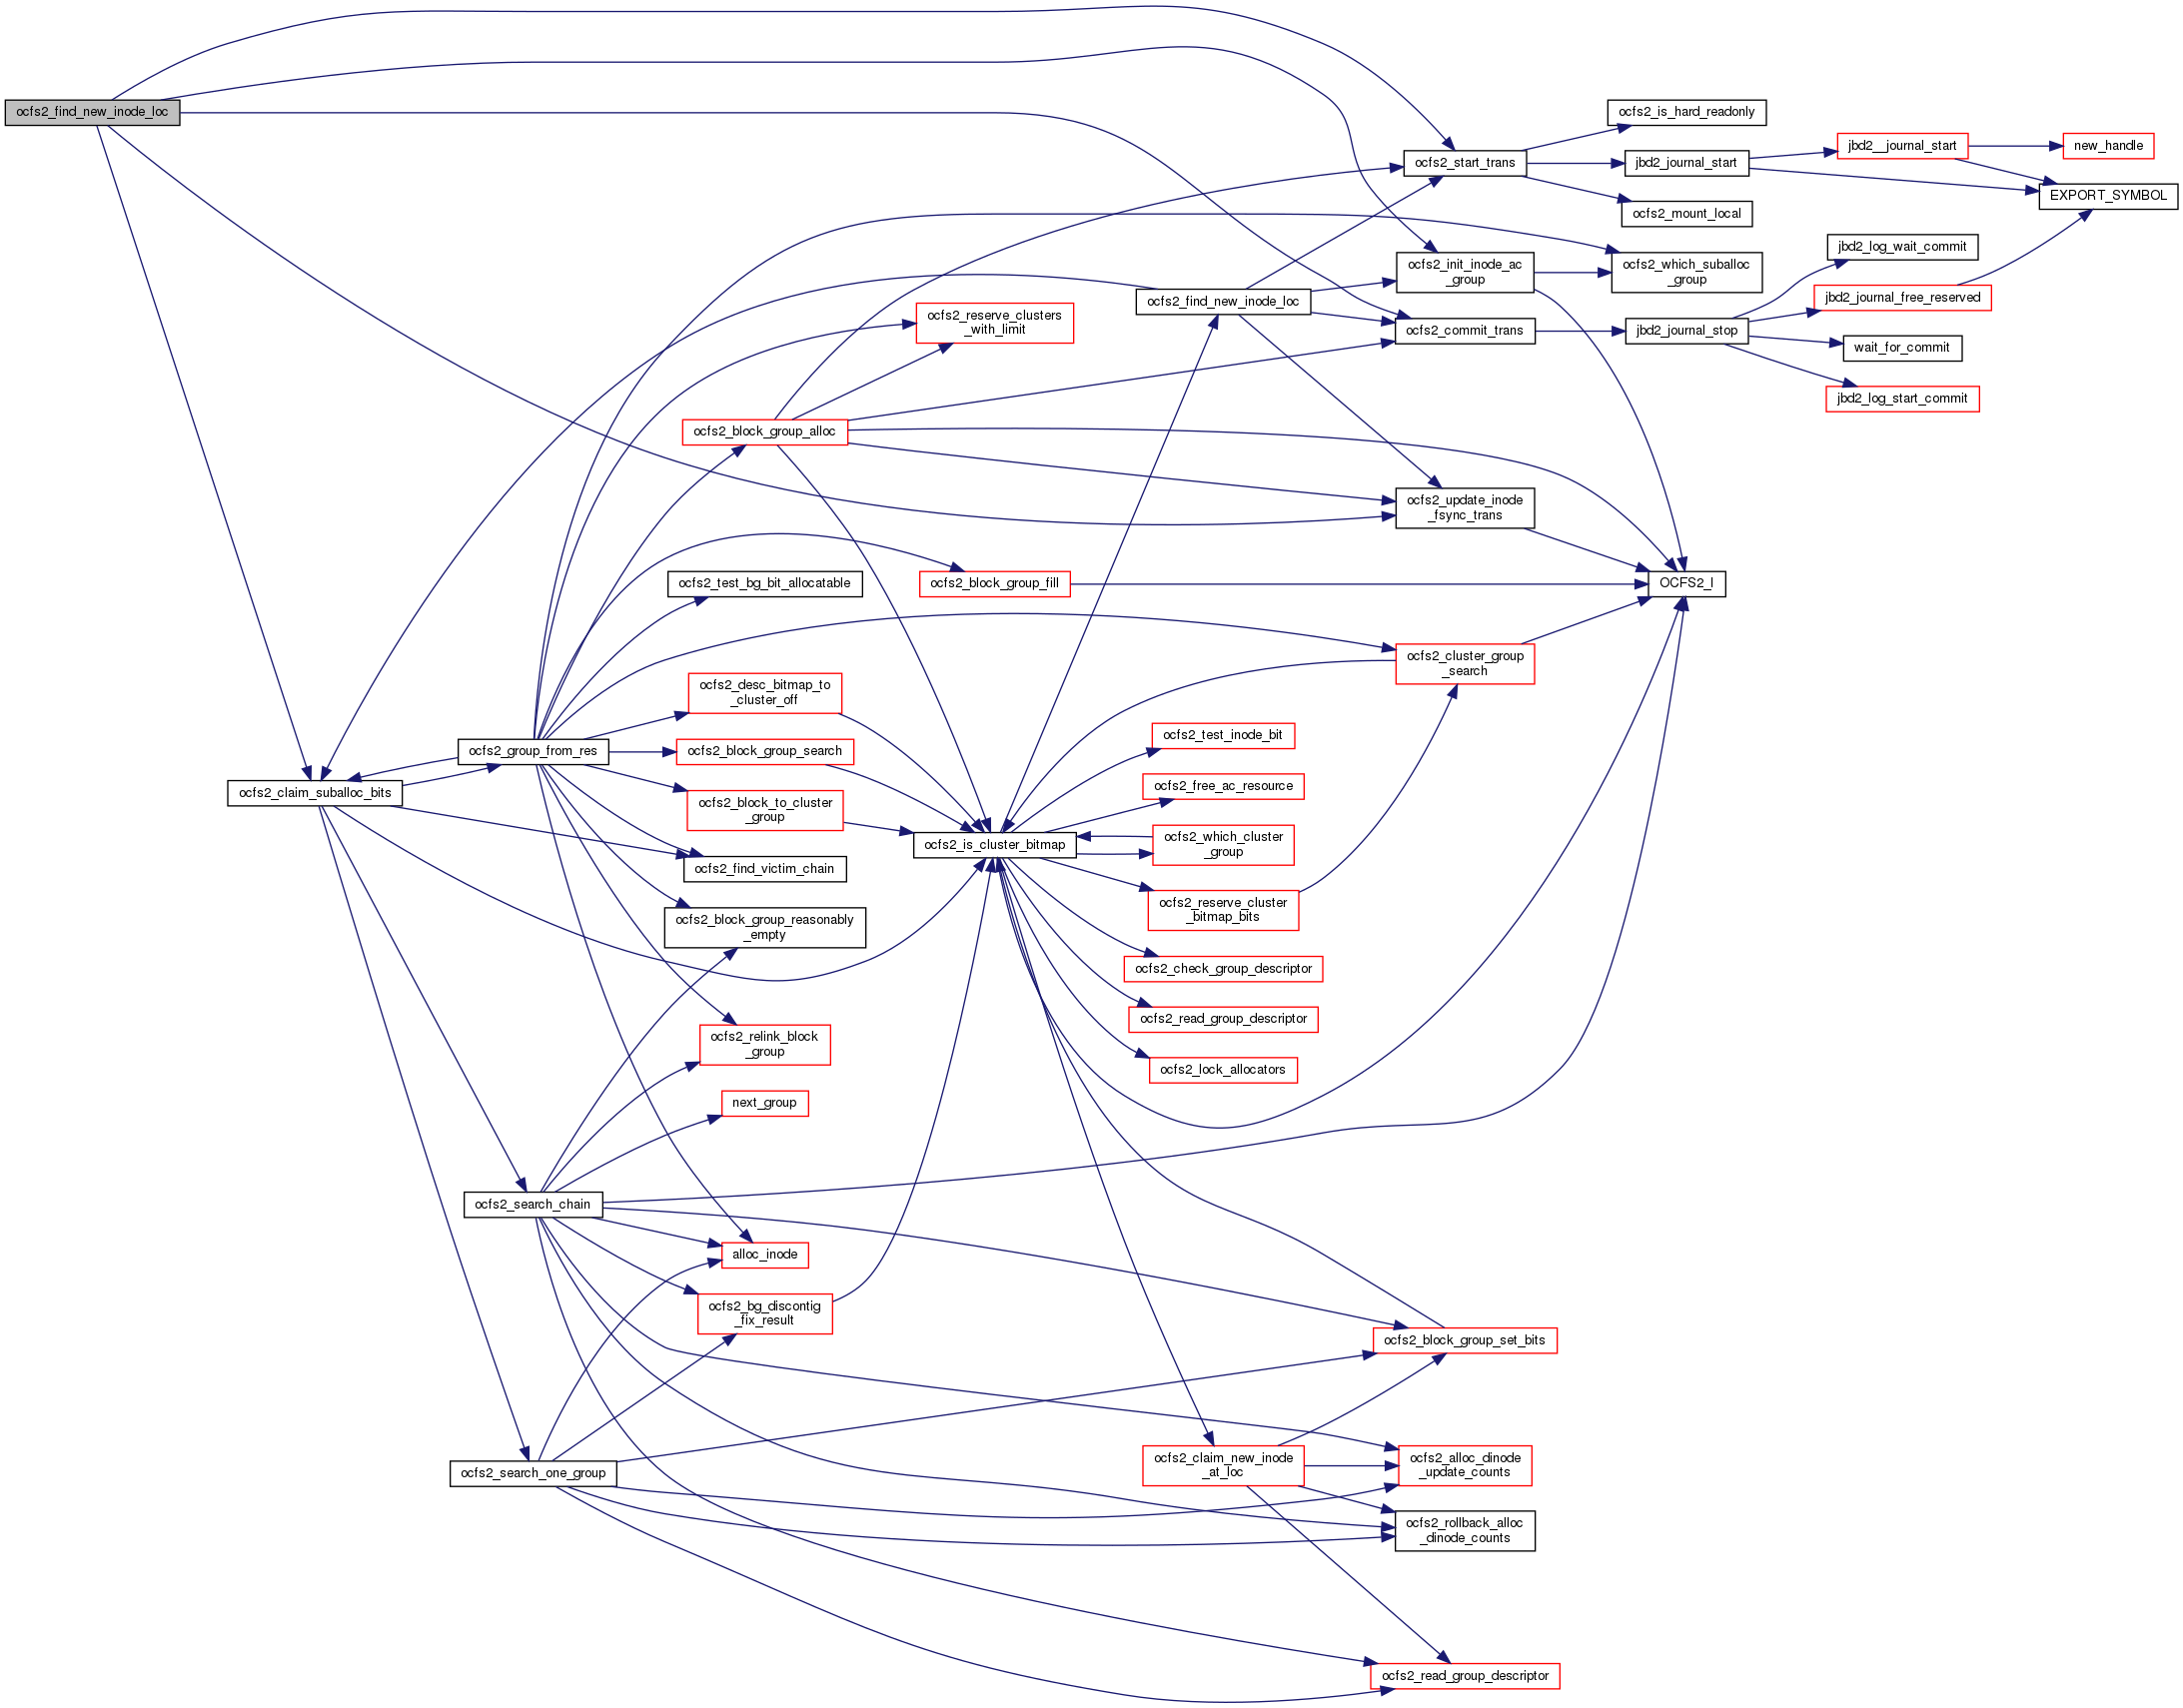 ocfs2_find_new_inode_loc
ocfs2_is_hard_readonly
jbd2__journal_start
new_handle
ocfs2_start_trans
jbd2_journal_start
EXPORT_SYMBOL
ocfs2_mount_local
jbd2_log_wait_commit
ocfs2_init_inode_ac
_group
ocfs2_which_suballoc
_group
ocfs2_find_new_inode_loc
jbd2_journal_free_reserved
ocfs2_reserve_clusters
_with_limit
ocfs2_commit_trans
jbd2_journal_stop
wait_for_commit
jbd2_log_start_commit
ocfs2_block_group_alloc
ocfs2_update_inode
_fsync_trans
ocfs2_test_bg_bit_allocatable
ocfs2_block_group_fill
OCFS2_I
ocfs2_cluster_group
_search
ocfs2_desc_bitmap_to
_cluster_off
ocfs2_test_inode_bit
ocfs2_group_from_res
ocfs2_block_group_search
ocfs2_free_ac_resource
ocfs2_claim_suballoc_bits
ocfs2_block_to_cluster
_group
ocfs2_is_cluster_bitmap
ocfs2_which_cluster
_group
ocfs2_find_victim_chain
ocfs2_reserve_cluster
_bitmap_bits
ocfs2_block_group_reasonably
_empty
ocfs2_check_group_descriptor
ocfs2_read_group_descriptor
ocfs2_relink_block
_group
ocfs2_lock_allocators
next_group
ocfs2_search_chain
alloc_inode
ocfs2_bg_discontig
_fix_result
ocfs2_block_group_set_bits
ocfs2_search_one_group
ocfs2_claim_new_inode
_at_loc
ocfs2_alloc_dinode
_update_counts
ocfs2_rollback_alloc
_dinode_counts
ocfs2_read_group_descriptor